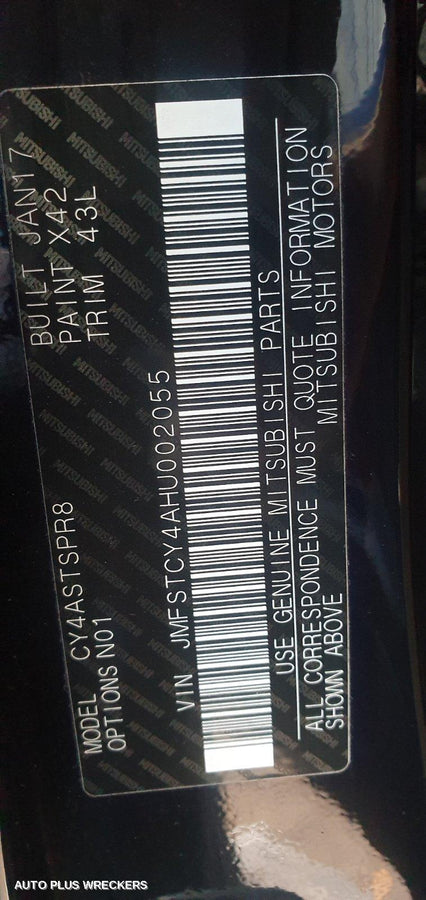 MODEL CY4ASTSPR8 BUILT JAN17
OPTIONS N01 PAINT X42
TRIM 43L
VIN JMFSTCY4AHU002055
USE GENUINE MITSUBISHI PARTS
ALL CORRESPONDENCE MUST QUOTE INFORMATION
SHOWN ABOVE MITSUBISHI MOTORS
AUTO PLUS WRECKERS